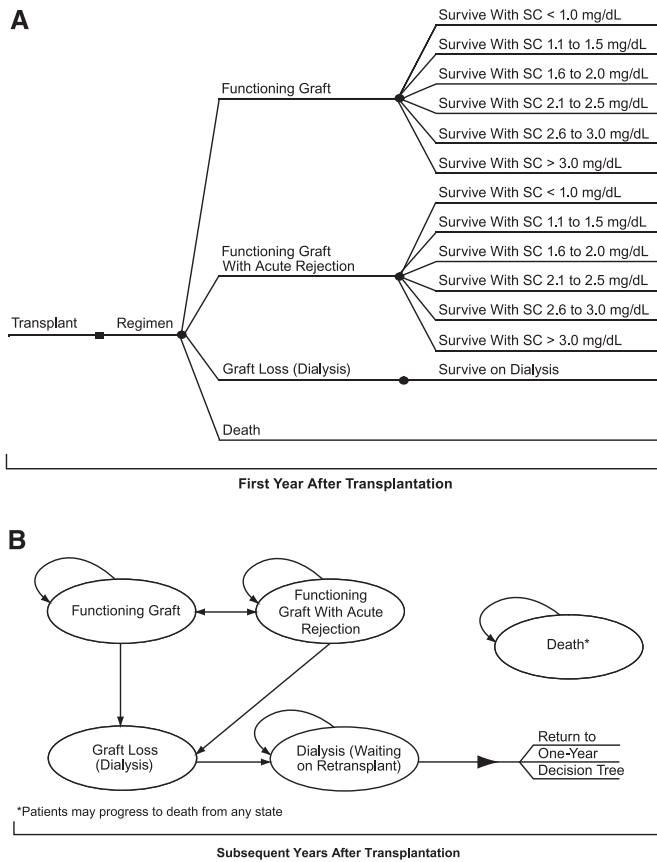 A
Survive With SC < 1.0 mg/dL
Survive With SC 1.1 to 1.5 mg/dL
Functioning Graft
Survive With SC 1.6 to 2.0 mg/dL
Survive With SC 2.1 to 2.5 mg/dL
Survive With SC 2.6 to 3.0 mg/dL
Survive With SC > 3.0 mg/dL
Survive With SC < 1.0 mg/dL
Survive With SC 1.1 to 1.5 mg/dL
Functioning Graft
With Acute Rejection
Survive With SC 1.6 to 2.0 mg/dL
Survive With SC 2.1 to 2.5 mg/dL
Survive With SC 2.6 to 3.0 mg/dL
Survive With SC > 3.0 mg/dL
Transplant
Regimen
Graft Loss (Dialysis)
Survive on Dialysis
Death
First Year After Transplantation
B
Functioning Graft
Functioning
Graft With Acute
Rejection
Death*
Graft Loss
(Dialysis)
Dialysis (Waiting
on Retransplant)
Return to
One-Year
Decision Tree
*Patients may progress to death from any state
Subsequent Years After Transplantation